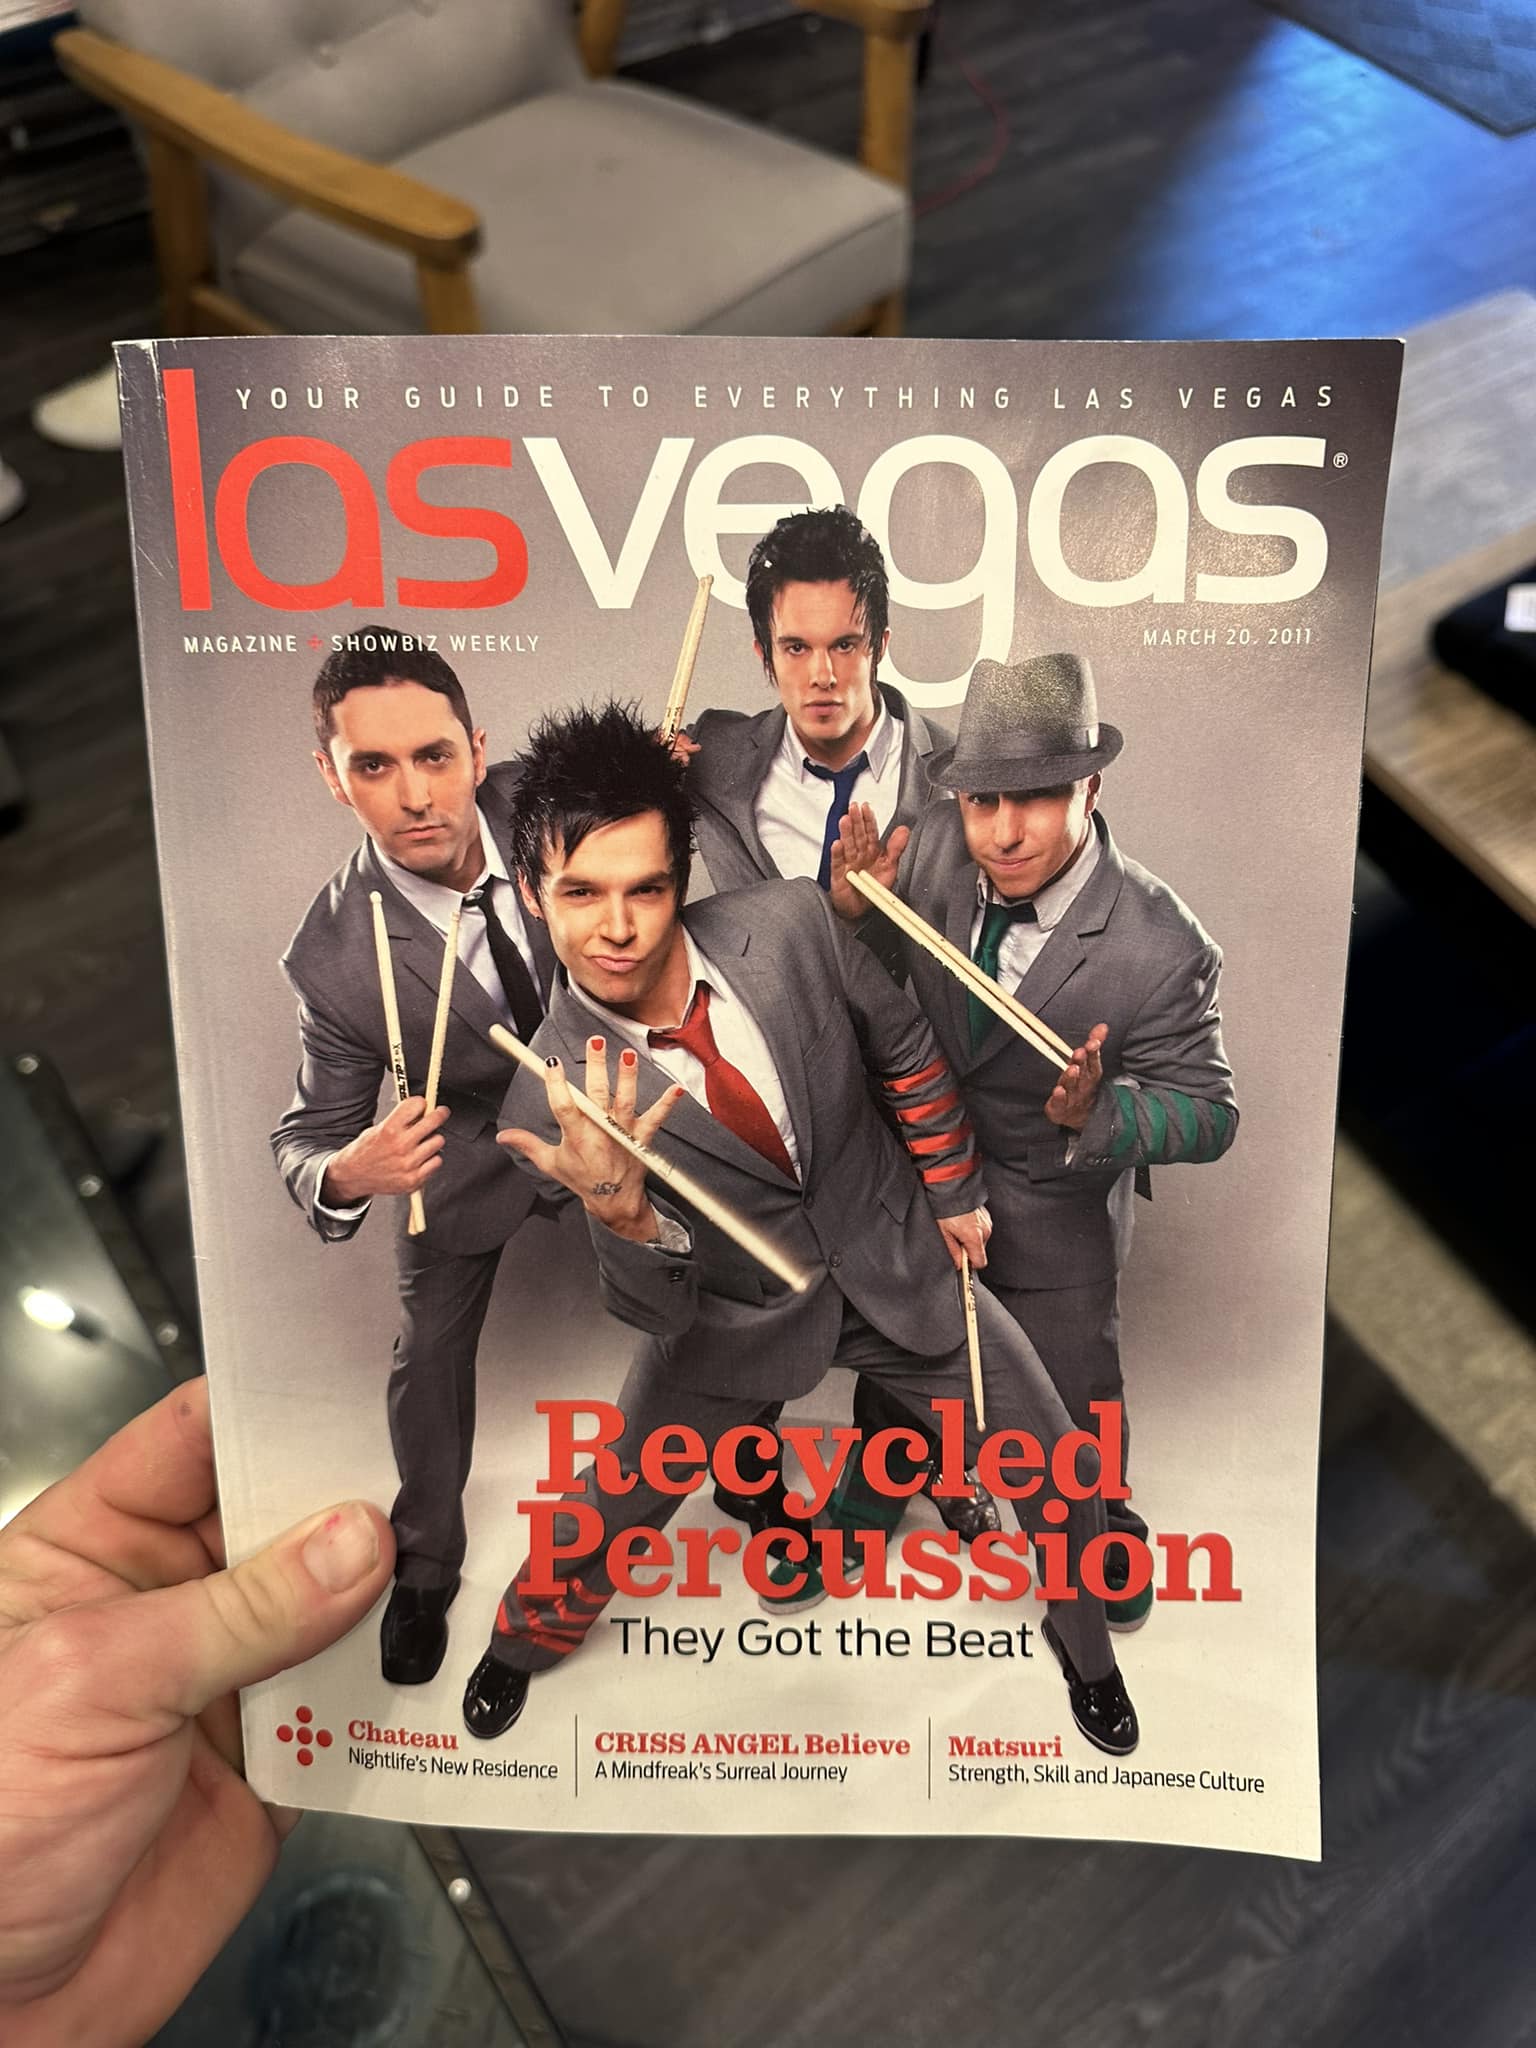 YOUR GUIDE TO EVERYTHING LAS VEGAS
lasvegas®
MAGAZINE + SHOWBIZ WEEKLY
MARCH 20, 2011
Recycled
Percussion
They Got the Beat
Chateau
Nightlife's New Residence
CRISS ANGEL Believe
A Mindfreak's Surreal Journey
Matsuri
Strength, Skill and Japanese Culture